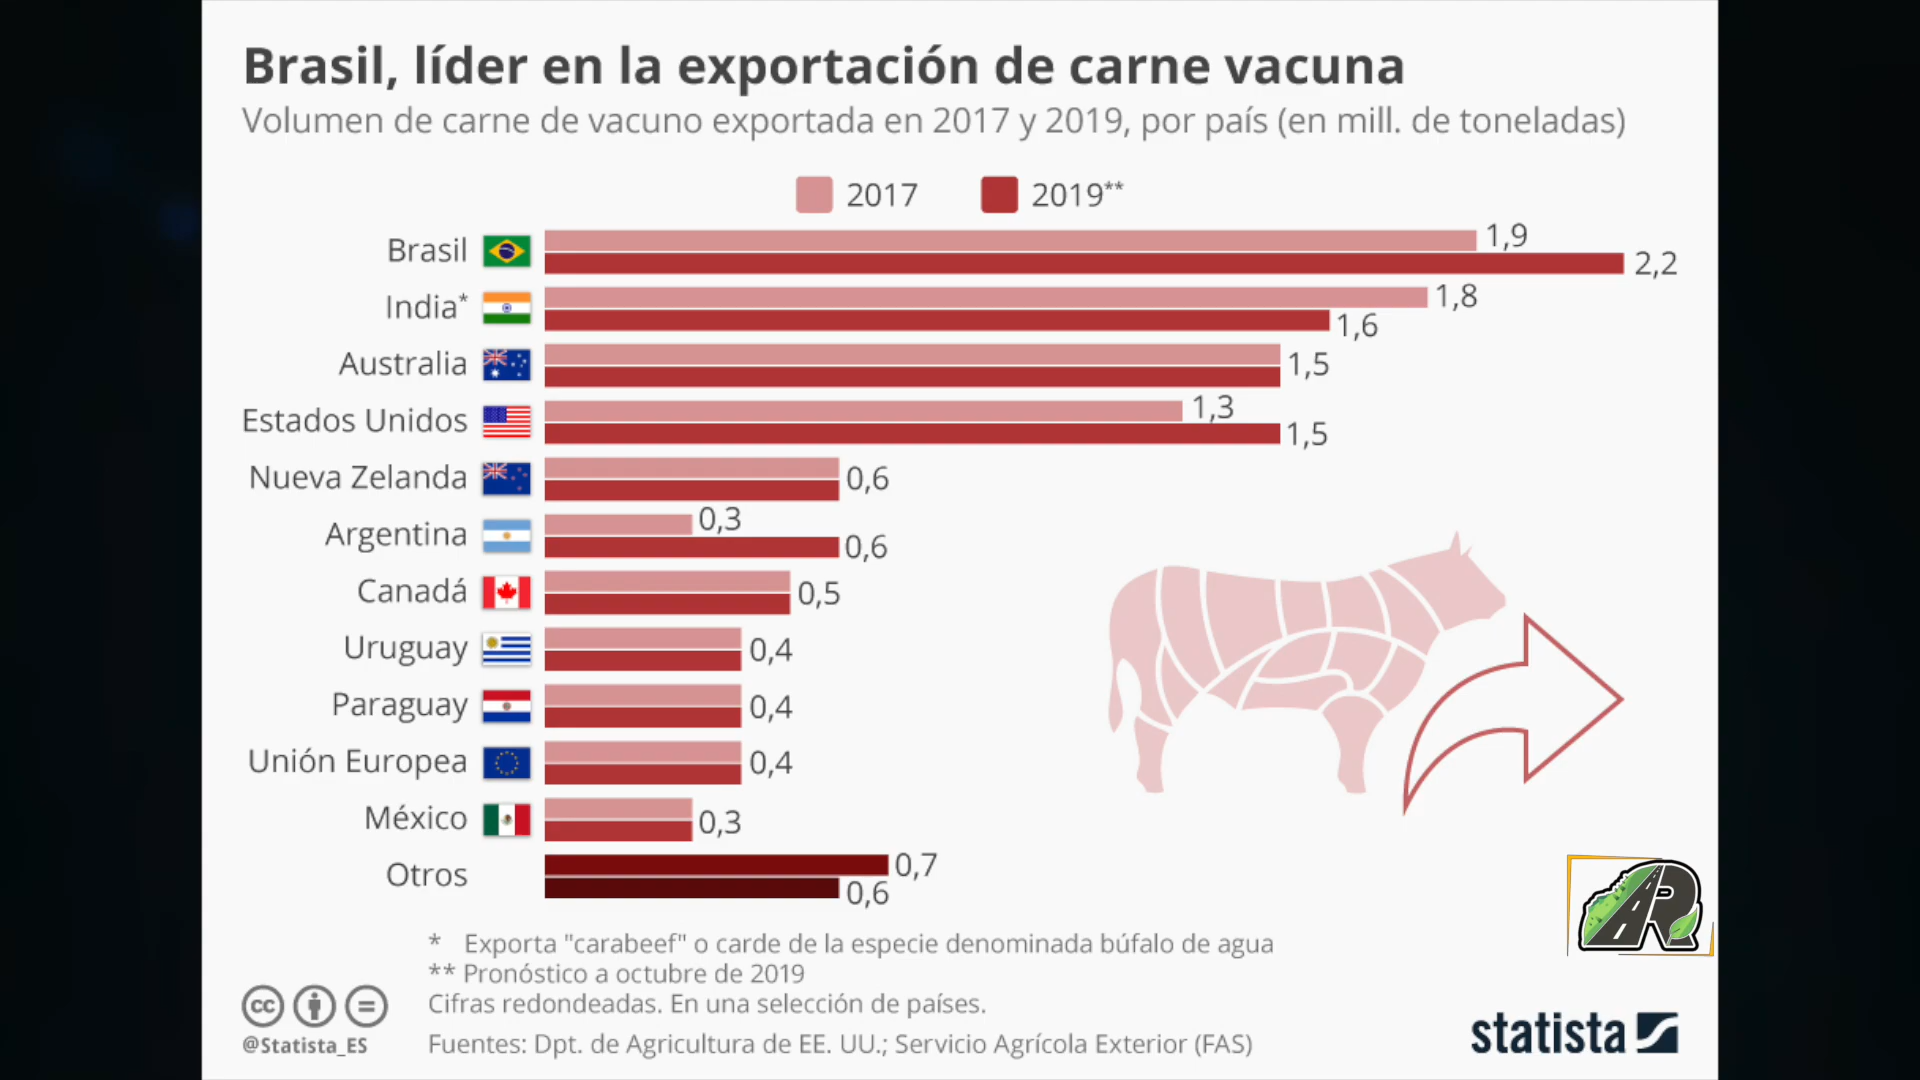 Brasil, líder en la exportación de carne vacuna
Volumen de carne de vacuno exportada en 2017 y 2019, por país (en mill. de toneladas)
2017 2019**
Brasil 1,9
2,2
India* 1,8
1,6
Australia 1,5
Estados Unidos 1,3
1,5
Nueva Zelanda 0,6
Argentina 0,3
0,6
Canadá 0,5
Uruguay 0,4
Paraguay 0,4
Unión Europea 0,4
México 0,3
Otros 0,7
0,6
* Exporta "carabeef" o carde de la especie denominada búfalo de agua
** Pronóstico a octubre de 2019
Cifras redondeadas. En una selección de países.
Fuentes: Dpt. de Agricultura de EE. UU.; Servicio Agrícola Exterior (FAS)
cc
@Statista_ES
statista
R